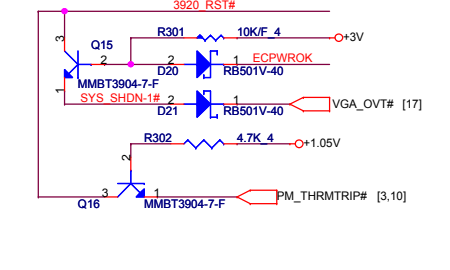 3920_RST#
R301 10K/F_4 +3V
3 Q15 2 2 1 ECPWROK
D20 RB501V-40
MMBT3904-7-F
1 SYS_SHDN-1# 2 1 VGA_OVT# [17]
D21 RB501V-40
R302 4.7K_4 +1.05V
2
3 1 PM_THRMTRIP# [3,10]
Q16 MMBT3904-7-F